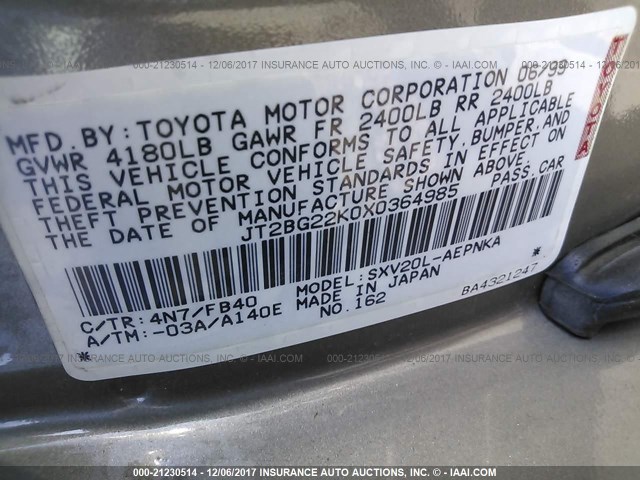 000-21230514 - 12/06/2017 INSURANCE AUTO AUCTIONS, INC. - IAAI.COM
MFD.BY:TOYOTA MOTOR CORPORATION 06/99
GVWR 4180LB GAWR FR 2400LB RR 2400LB
THIS VEHICLE CONFORMS TO ALL APPLICABLE
FEDERAL MOTOR VEHICLE SAFETY,BUMPER,AND
THEFT PREVENTION STANDARDS IN EFFECT ON
THE DATE OF MANUFACTURE SHOWN ABOVE.
JT2BG22K0X0364985 PASS.CAR
TOYOTA
C/TR:4N7/FB40 MODEL:SXV20L-AEPNKA
A/TM:-03A/A140E MADE IN JAPAN
NO.162 BA4321247
000-21230514 - 12/06/2017 INSURANCE AUTO AUCTIONS, INC. - IAAI.COM